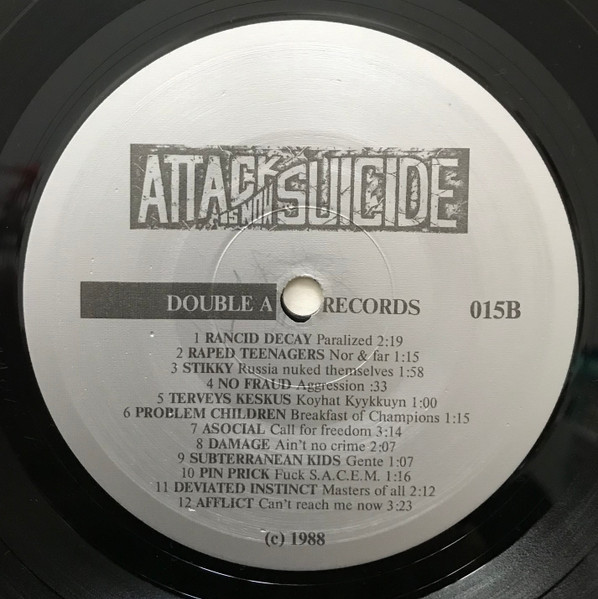 ATTACK IS NOW SUICIDE
DOUBLE A RECORDS 015B
1 RANCID DECAY Paralized 2:19
2 RAPED TEENAGERS Nor & far 1:15
3 STIKKY Russia nuked themselves 1:58
4 NO FRAUD Aggression :33
5 TERVEYS KESKUS Koyhat Kyykkuyn 1:00
6 PROBLEM CHILDREN Breakfast of Champions 1:15
7 ASOCIAL Call for freedom 3:14
8 DAMAGE Ain't no crime 2:07
9 SUBTERRANEAN KIDS Gente 1:07
10 PIN PRICK Fuck S.A.C.E.M. 1:16
11 DEVIATED INSTINCT Masters of all 2:12
12 AFFLICT Can't reach me now 3:23
(c) 1988